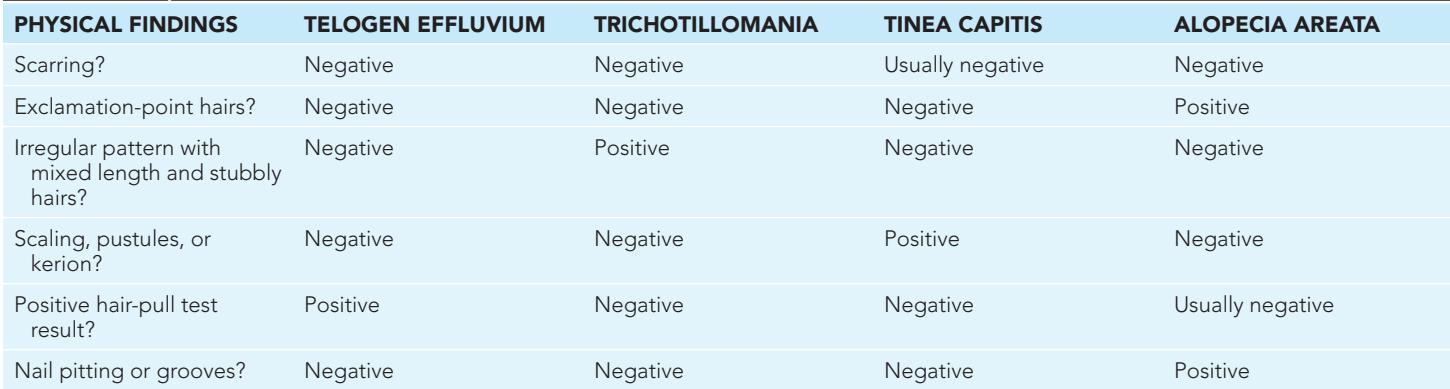 PHYSICAL FINDINGS TELOGEN EFFLUVIUM TRICHOTILLOMANIA TINEA CAPITIS ALOPECIA AREATA
Scarring? Negative Negative Usually negative Negative
Exclamation-point hairs? Negative Negative Negative Positive
Irregular pattern with Negative Positive Negative Negative
mixed length and stubbly
hairs?
Scaling, pustules, or Negative Negative Positive Negative
kerion?
Positive hair-pull test Positive Negative Negative Usually negative
result?
Nail pitting or grooves? Negative Negative Negative Positive